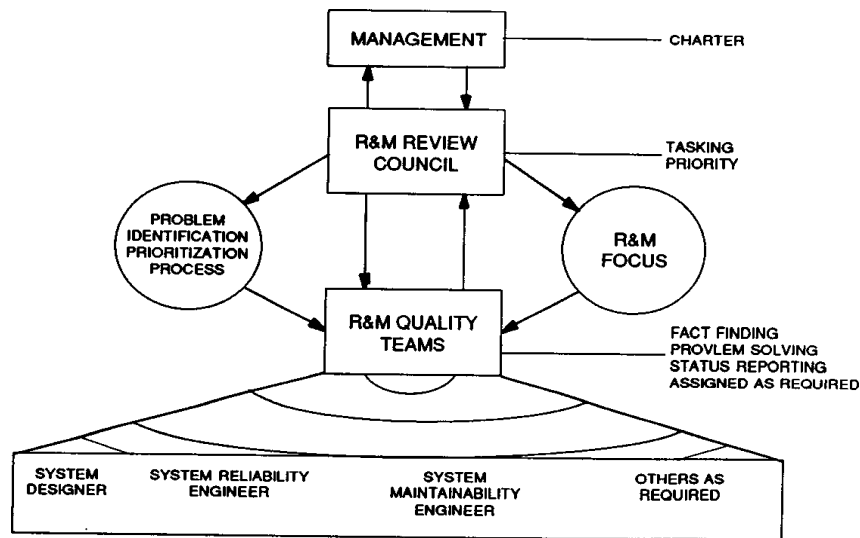 MANAGEMENT
CHARTER
R&M REVIEW
COUNCIL
TASKING
PRIORITY
PROBLEM
IDENTIFICATION
PRIORITIZATION
PROCESS
R&M
FOCUS
R&M QUALITY
TEAMS
FACT FINDING
PROVLEM SOLVING
STATUS REPORTING
ASSIGNED AS REQUIRED
SYSTEM
DESIGNER
SYSTEM RELIABILITY
ENGINEER
SYSTEM
MAINTAINABILITY
ENGINEER
OTHERS AS
REQUIRED